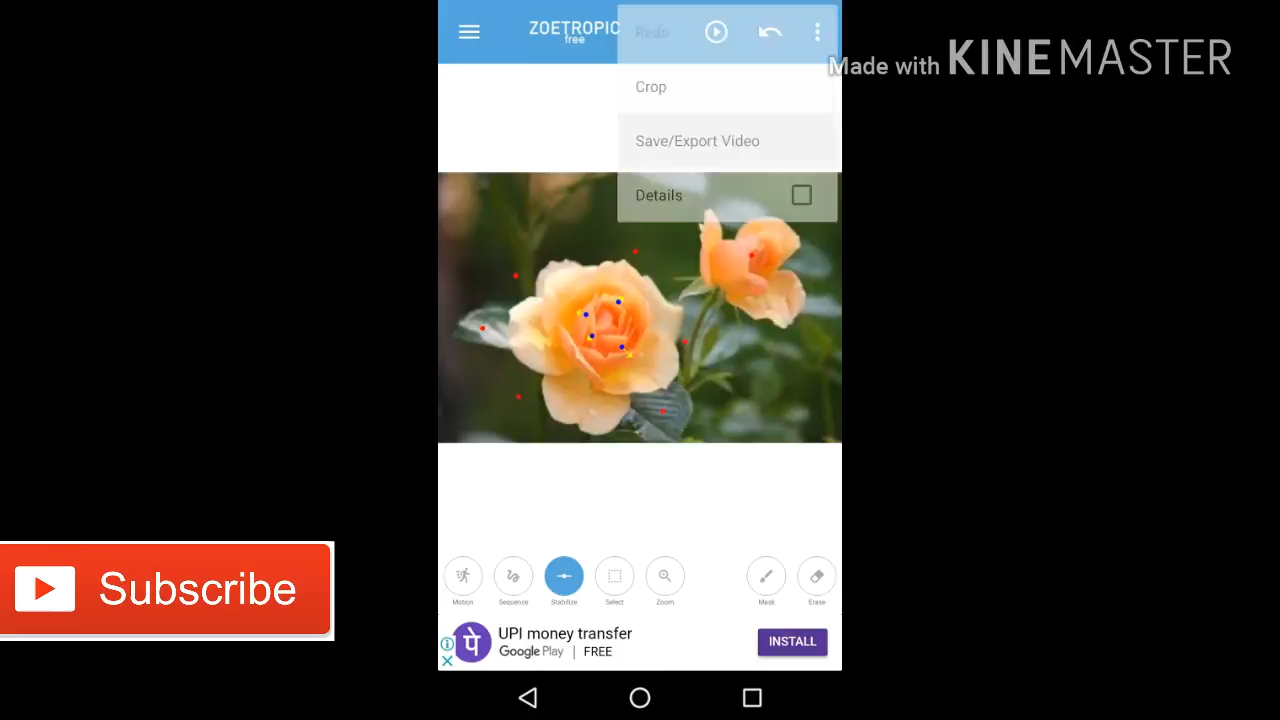 ZOETROPIC
free
Redo
Made with KINEMASTER
Crop
Save/Export Video
Details
Subscribe
Motion
Sequence
Stabilize
Select
Zoom
Mask
Erase
पे
UPI money transfer
Google Play | FREE
INSTALL